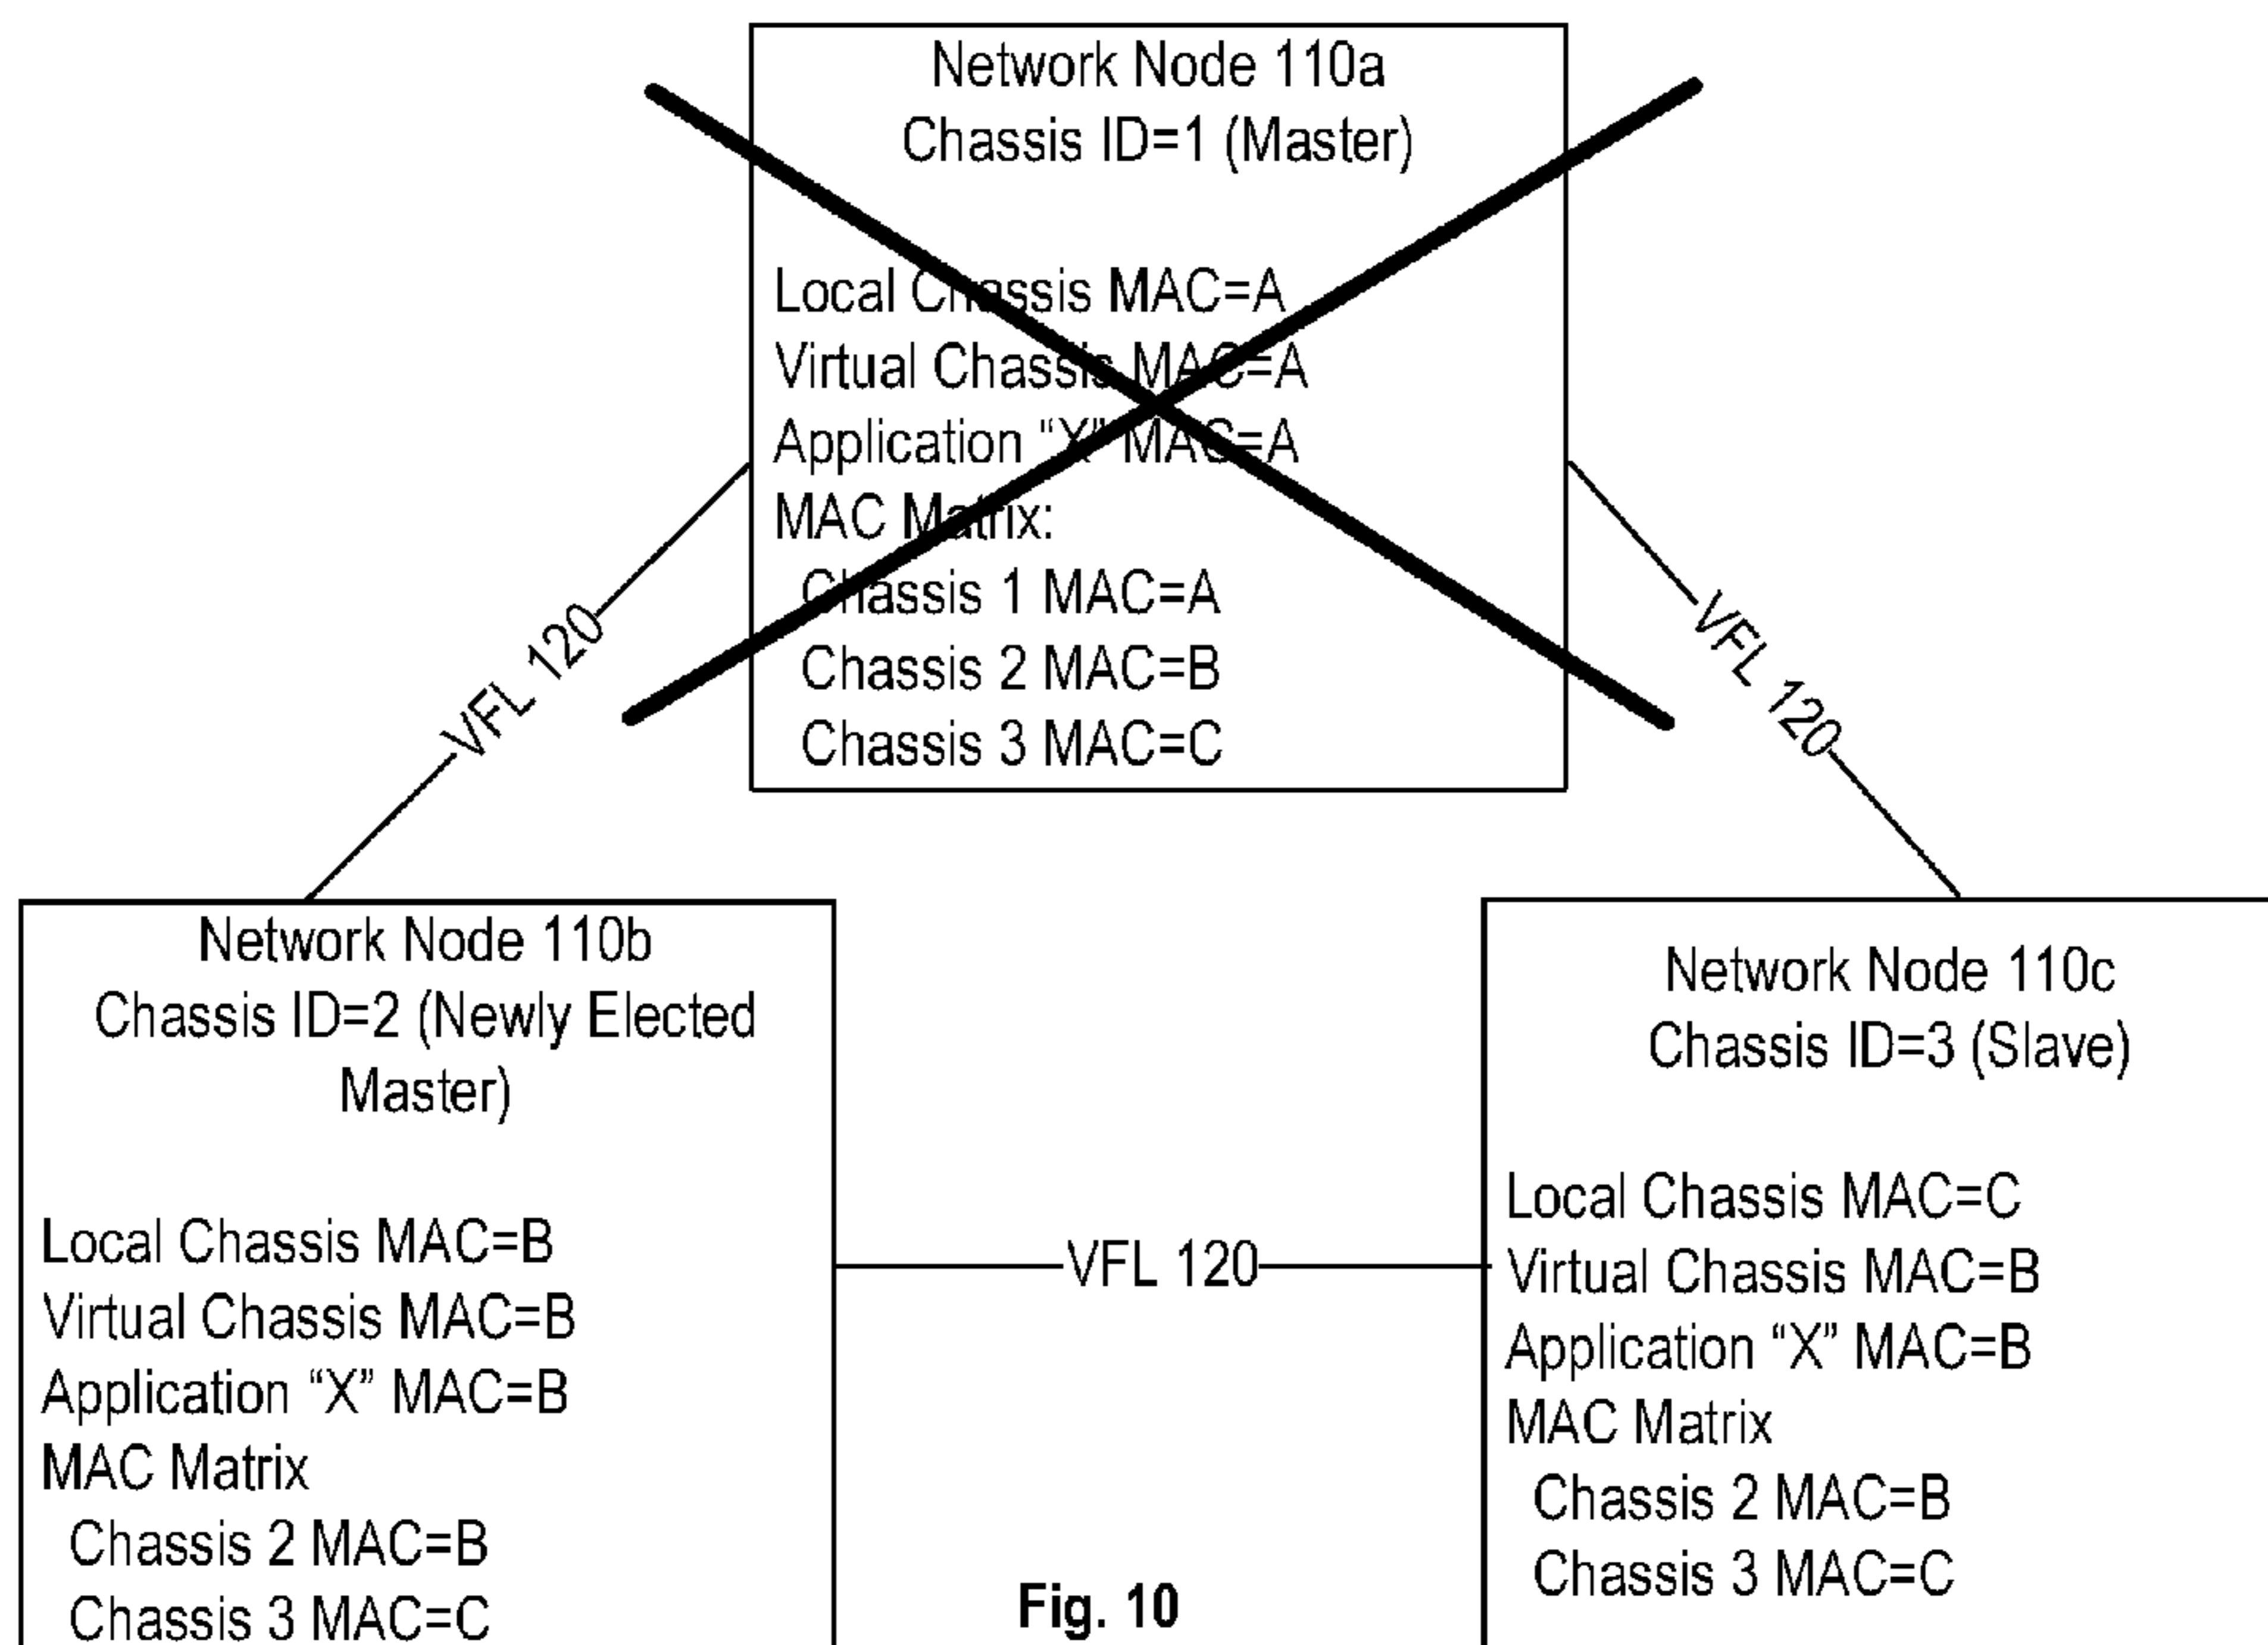 Network Node 110a
Chassis ID=1 (Master)
Local Chassis MAC=A
Virtual Chassis MAC=A
Application “X” MAC=A
MAC Matrix:
Chassis 1 MAC=A
Chassis 2 MAC=B
Chassis 3 MAC=C
VFL 120
VFL 120
Network Node 110b
Chassis ID=2 (Newly Elected
Master)
Local Chassis MAC=B
Virtual Chassis MAC=B
Application “X” MAC=B
MAC Matrix
Chassis 2 MAC=B
Chassis 3 MAC=C
VFL 120
Network Node 110c
Chassis ID=3 (Slave)
Local Chassis MAC=C
Virtual Chassis MAC=B
Application “X” MAC=B
MAC Matrix
Chassis 2 MAC=B
Chassis 3 MAC=C
Fig. 10